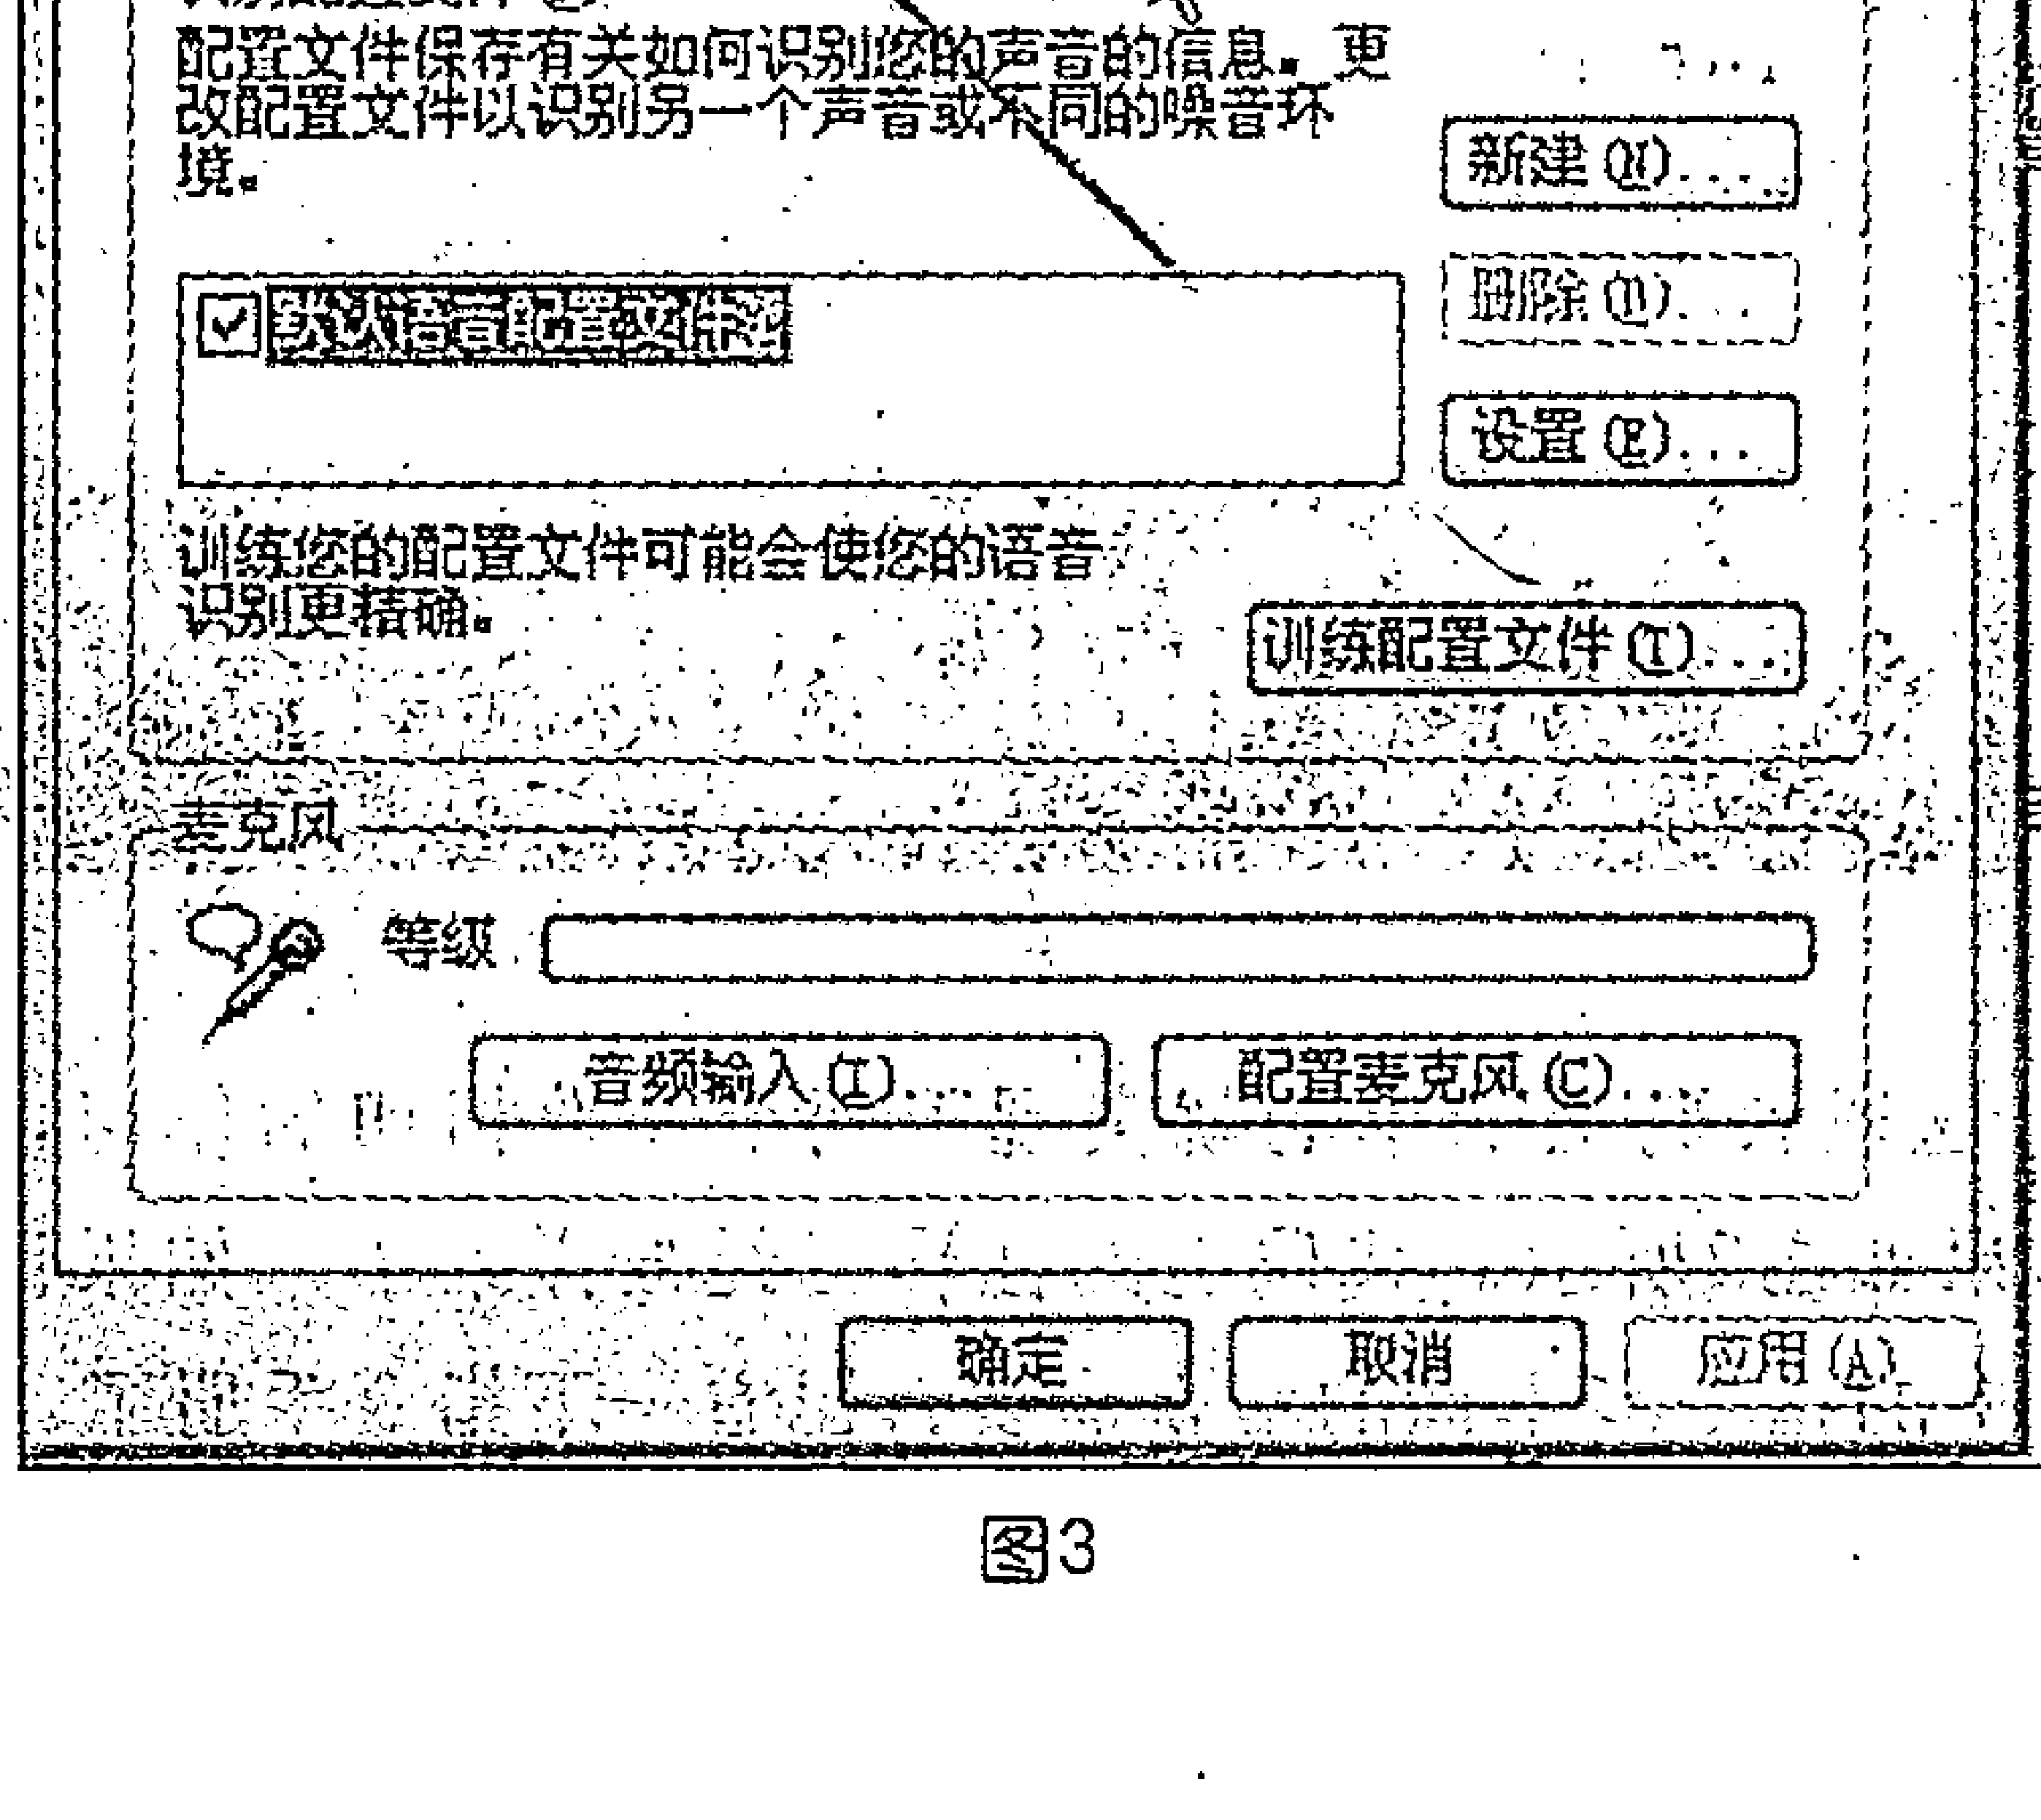 配置文件保存有关如何识别您的声音的信息。更
改配置文件以识别另一个声音或不同的噪音环
境。
新建(N)...
默认语音配置文件
删除(D)...
设置(E)...
训练您的配置文件可能会使您的语音
识别更精确。
训练配置文件(T)...
麦克风
等级
音频输入(I)...
配置麦克风(C)...
确定
取消
应用(A)
图3